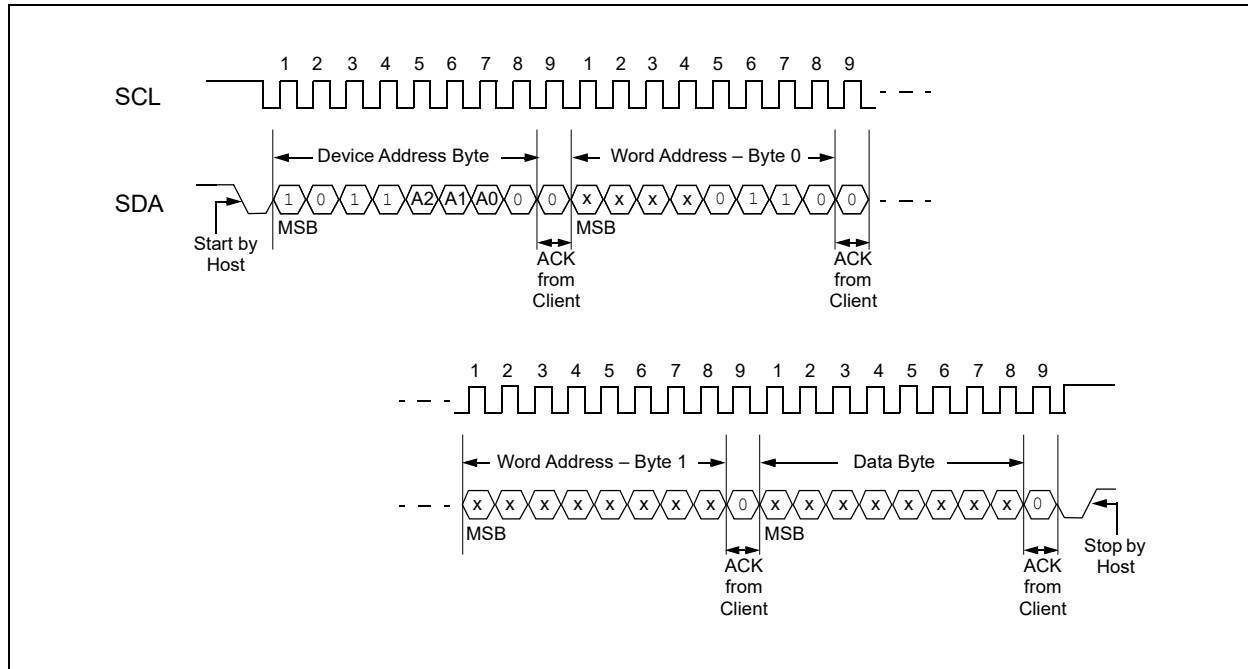 1 2 3 4 5 6 7 8 9 1 2 3 4 5 6 7 8 9
SCL
Device Address Byte Word Address – Byte 0
SDA 1 0 1 1 A2 A1 A0 0 0 x x x x 0 1 1 0 0
MSB MSB
Start by
Host
ACK
from
Client
ACK
from
Client
1 2 3 4 5 6 7 8 9 1 2 3 4 5 6 7 8 9
Word Address – Byte 1 Data Byte
x x x x x x x x 0 x x x x x x x x 0
MSB MSB
ACK
from
Client
ACK
from
Client
Stop by
Host